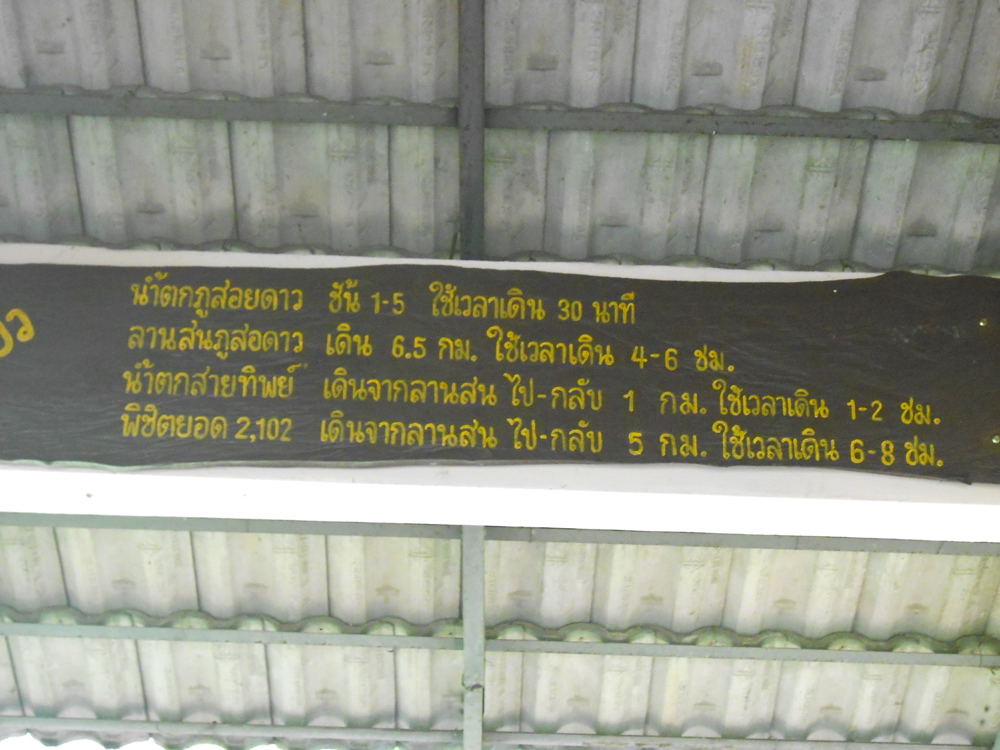 น้ำตกภูสอยดาว ชั้น 1-5 ใช้เวลาเดิน 30 นาที
ลานสนภูสอดาว เดิน 6.5 กม. ใช้เวลาเดิน 4-6 ชม.
น้ำตกสายทิพย์ เดินจากลานสน ไป-กลับ 1 กม. ใช้เวลาเดิน 1-2 ชม.
พิชิตยอด 2,102 เดินจากลานสน ไป-กลับ 5 กม. ใช้เวลาเดิน 6-8 ชม.